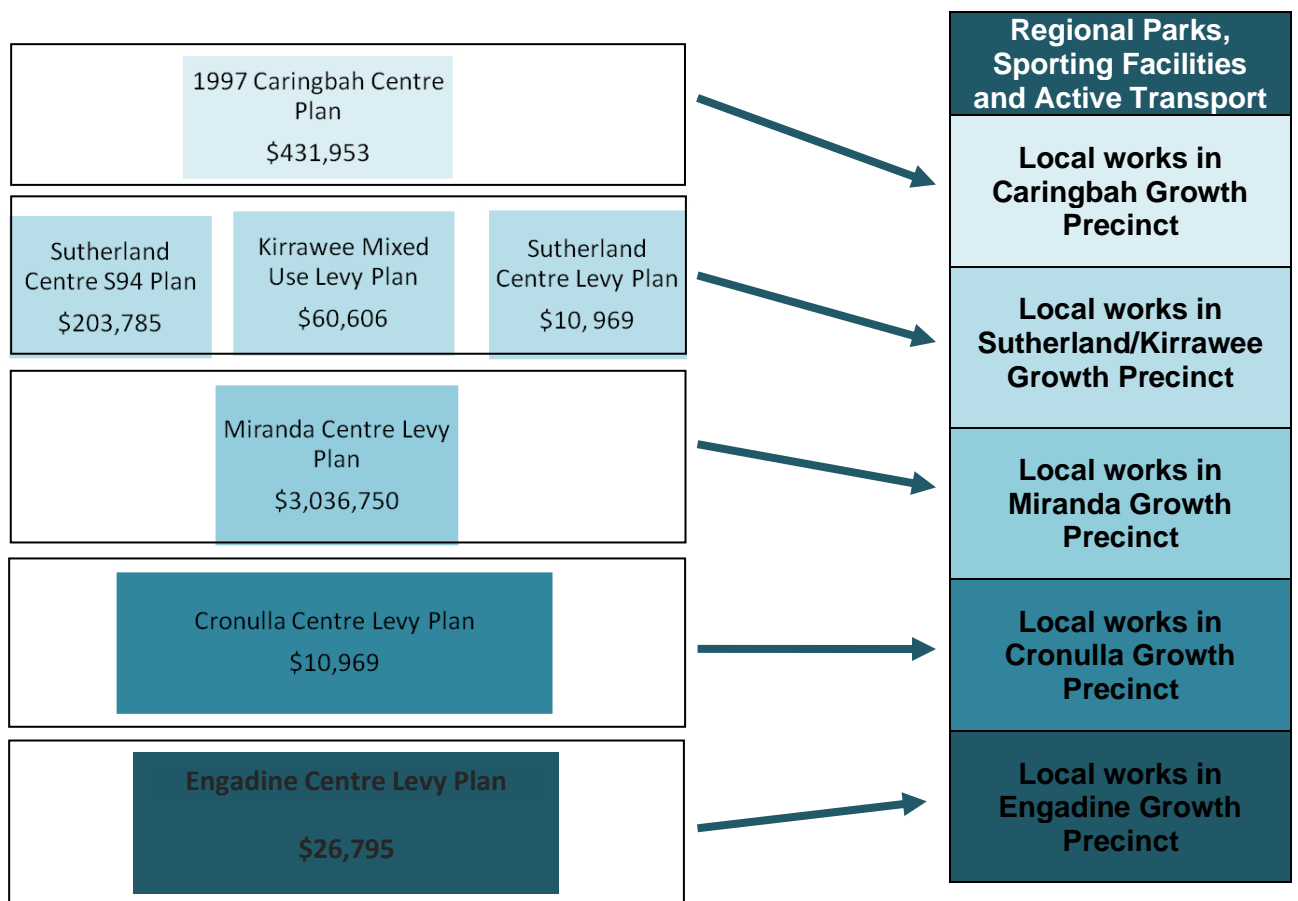 1997 Caringbah Centre
Plan
$431,953
Sutherland
Centre S94 Plan
$203,785
Kirrawee Mixed
Use Levy Plan
$60,606
Sutherland
Centre Levy Plan
$10, 969
Miranda Centre Levy
Plan
$3,036,750
Cronulla Centre Levy Plan
$10,969
Engadine Centre Levy Plan
$26,795
Regional Parks,
Sporting Facilities
and Active Transport
Local works in
Caringbah Growth
Precinct
Local works in
Sutherland/Kirrawee
Growth Precinct
Local works in
Miranda Growth
Precinct
Local works in
Cronulla Growth
Precinct
Local works in
Engadine Growth
Precinct